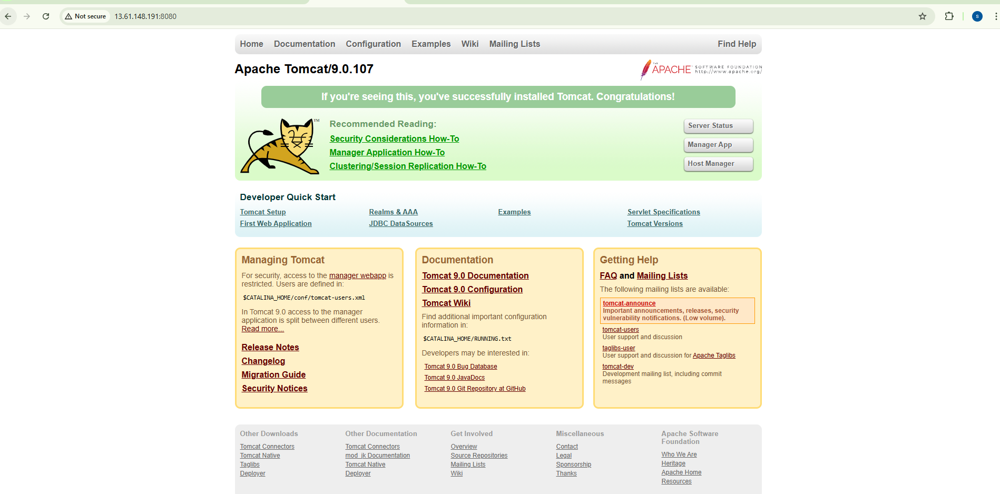 Not secure 13.61.148.191:8080
S
Home Documentation Configuration Examples Wiki Mailing Lists Find Help
Apache Tomcat/9.0.107
THE
APACHE SOFTWARE FOUNDATION
http://www.apache.org/
If you're seeing this, you've successfully installed Tomcat. Congratulations!
TM
Recommended Reading:
Security Considerations How-To
Manager Application How-To
Clustering/Session Replication How-To
Server Status
Manager App
Host Manager
Developer Quick Start
Tomcat Setup
First Web Application
Realms & AAA
JDBC DataSources
Examples
Servlet Specifications
Tomcat Versions
Managing Tomcat
For security, access to the manager webapp is
restricted. Users are defined in:
$CATALINA_HOME/conf/tomcat-users.xml
In Tomcat 9.0 access to the manager
application is split between different users.
Read more...
Release Notes
Changelog
Migration Guide
Security Notices
Documentation
Tomcat 9.0 Documentation
Tomcat 9.0 Configuration
Tomcat Wiki
Find additional important configuration
information in:
$CATALINA_HOME/RUNNING.txt
Developers may be interested in:
Tomcat 9.0 Bug Database
Tomcat 9.0 JavaDocs
Tomcat 9.0 Git Repository at GitHub
Getting Help
FAQ and Mailing Lists
The following mailing lists are available:
tomcat-announce
Important announcements, releases, security
vulnerability notifications. (Low volume).
tomcat-users
User support and discussion
taglibs-user
User support and discussion for Apache Taglibs
tomcat-dev
Development mailing list, including commit
messages
Other Downloads
Tomcat Connectors
Tomcat Native
Taglibs
Deployer
Other Documentation
Tomcat Connectors
mod_jk Documentation
Tomcat Native
Deployer
Get Involved
Overview
Source Repositories
Mailing Lists
Wiki
Miscellaneous
Contact
Legal
Sponsorship
Thanks
Apache Software
Foundation
Who We Are
Heritage
Apache Home
Resources